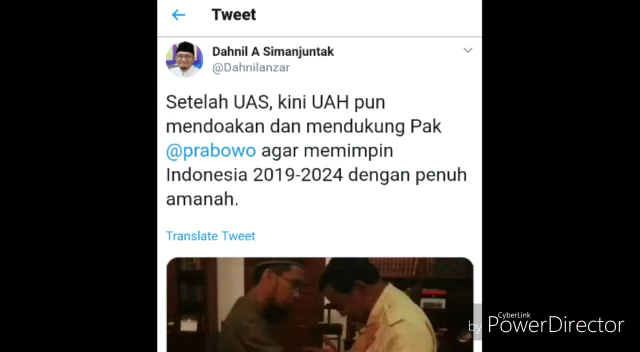 Tweet
Dahnil A Simanjuntak
@Dahnilanzar
Setelah UAS, kini UAH pun
mendoakan dan mendukung Pak
@prabowo agar memimpin
Indonesia 2019-2024 dengan penuh
amanah.
Translate Tweet
CyberLink
by PowerDirector